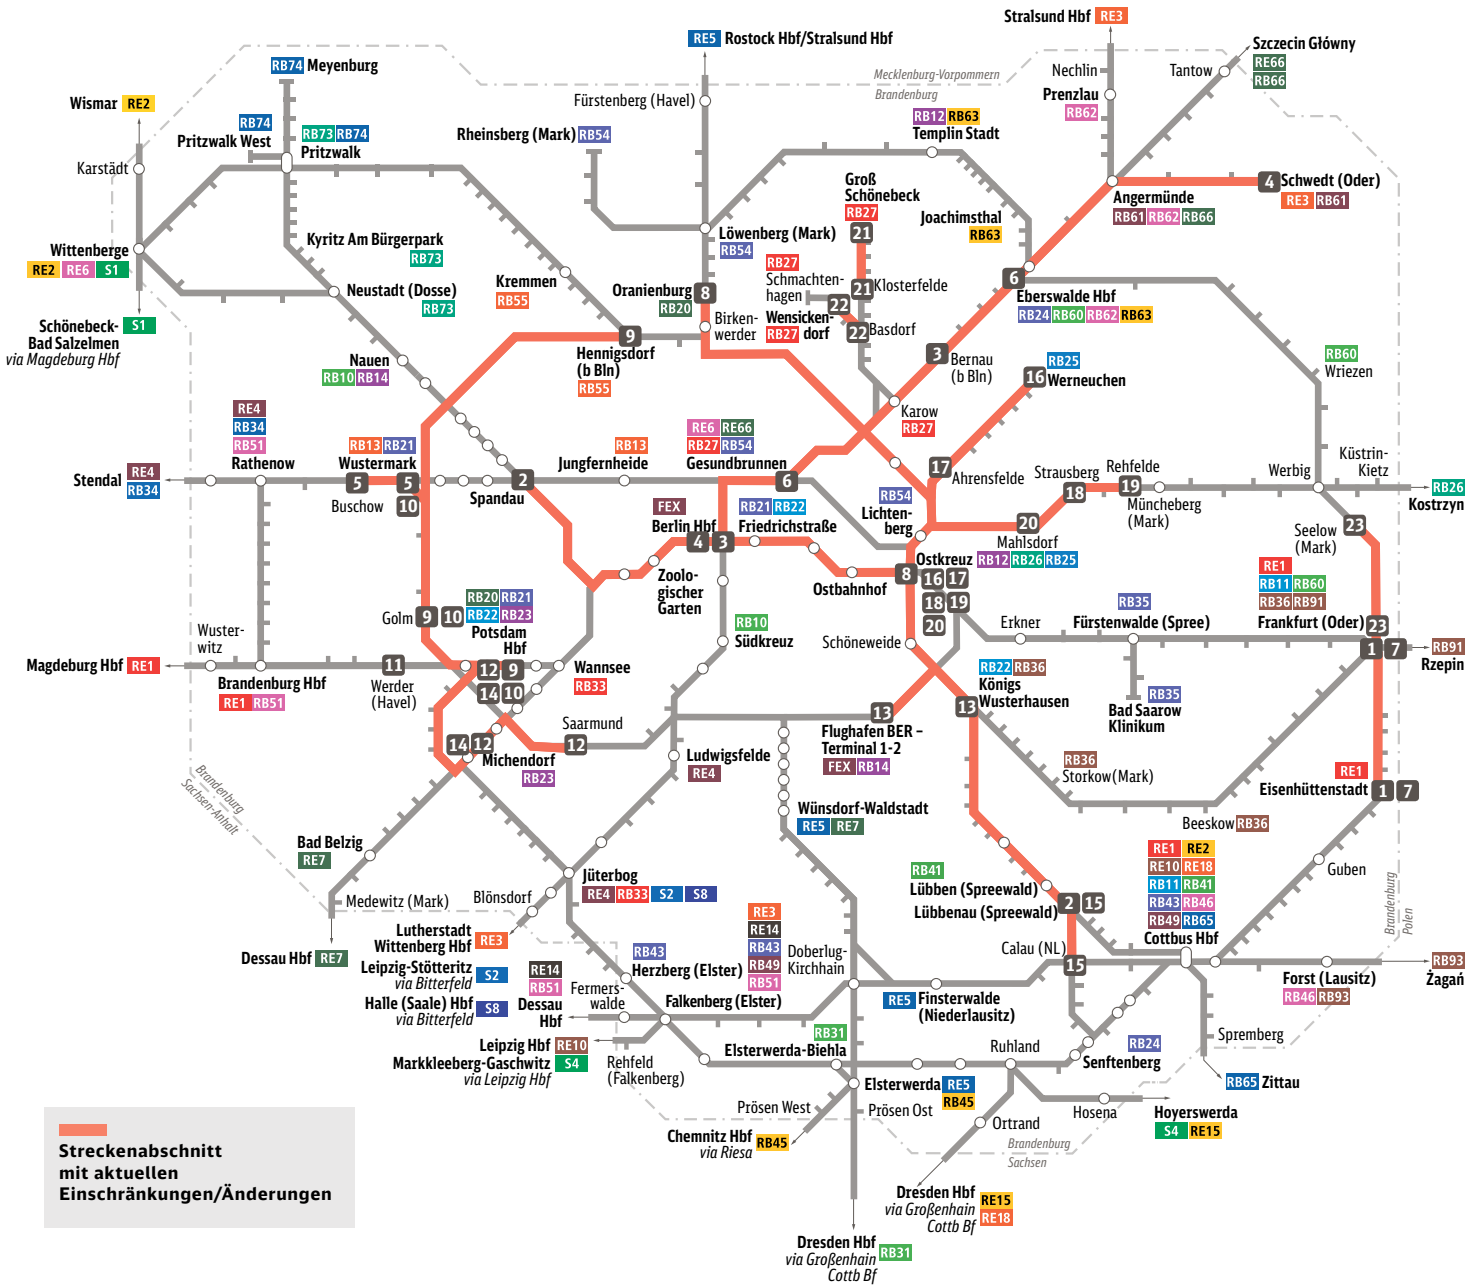 Stralsund Hbf RE3
RE5 Rostock Hbf/Stralsund Hbf
Szczecin Główny
RE66
RB66
RB74 Meyenburg
Mecklenburg-Vorpommern
Brandenburg
Nechlin
Tantow
Prenzlau
RB62
Wismar RE2
Fürstenberg (Havel)
RB74
Pritzwalk West
RB73 RB74
Pritzwalk
Rheinsberg (Mark) RB54
RB12 RB63
Templin Stadt
Karstädt
Groß
Schönebeck
RB27
21
4 Schwedt (Oder)
RE3 RB61
Angermünde
RB61 RB62 RB66
Joachimsthal
RB63
Wittenberge
RE2 RE6 S1
Kyritz Am Bürgerpark
RB73
Löwenberg (Mark)
RB54
RB27
Schmachten-
hagen
21 Klosterfelde
22
Wensicken-
dorf
RB27
22 Basdorf
6
Eberswalde Hbf
RB24 RB60 RB62 RB63
Kremmen
RB55
Oranienburg
RB20
8
Neustadt (Dosse)
RB73
Schönebeck-
Bad Salzelmen
via Magdeburg Hbf
S1
Birken-
werder
9
Hennigsdorf
(b Bln)
RB55
3
Bernau
(b Bln)
RB25
16 Werneuchen
RB60
Wriezen
Nauen
RB10 RB14
Karow
RB27
RE4
RB34
RB51
Rathenow
RB13 RB21
Wustermark
5
5
Buschow
10
RB13
Jungfernheide
RE6 RE66
RB27 RB54
Gesundbrunnen
6
Stendal
RE4
RB34
2
Spandau
17
Ahrensfelde
Strausberg
18
Rehfelde
19
Müncheberg
(Mark)
Werbig
Küstrin-
Kietz
RB26
Kostrzyn
RB54
Lichten-
berg
FEX
Berlin Hbf
4 3
RB21 RB22
Friedrichstraße
20
Mahlsdorf
RB12 RB26 RB25
23
Seelow
(Mark)
Zoolo-
gischer
Garten
Ostbahnhof
Ostkreuz
8 16 17
18 19
20
RE1
RB11 RB60
RB36 RB91
Frankfurt (Oder)
23
1 7
RB91
Rzepin
Golm 9 10
RB20 RB21
RB22 RB23
Potsdam
Hbf
12 9
14 10
RB10
Südkreuz
Schöneweide
Erkner
RB35
Fürstenwalde (Spree)
Wuster-
witz
Magdeburg Hbf RE1
Brandenburg Hbf
RE1 RB51
11
Werder
(Havel)
Wannsee
RB33
RB22 RB36
Königs
Wusterhausen
13
RB35
Bad Saarow
Klinikum
Saarmund
12
14 12
Michendorf
RB23
Ludwigsfelde
RE4
13
Flughafen BER –
Terminal 1-2
FEX RB14
RB36
Storkow(Mark)
RE1
Eisenhüttenstadt
1 7
Brandenburg
Sachsen-Anhalt
Wünsdorf-Waldstadt
RE5 RE7
Beeskow RB36
Bad Belzig
RE7
Medewitz (Mark)
Blönsdorf
Jüterbog
RE4 RB33 S2 S8
RB41
Lübben (Spreewald)
Lübbenau (Spreewald)
2 15
RE1 RE2
RE10 RE18
RB11 RB41
RB43 RB46
RB49 RB65
Cottbus Hbf
Guben
Brandenburg
Polen
Dessau Hbf RE7
Lutherstadt
Wittenberg Hbf
RE3
Leipzig-Stötteritz
via Bitterfeld
S2
Halle (Saale) Hbf
via Bitterfeld
S8
RB43
Herzberg (Elster)
RE3
RE14
RB43
RB49
RB51
Doberlug-
Kirchhain
Calau (NL)
15
Forst (Lausitz)
RB46 RB93
RB93
Żagań
RE14
RB51
Dessau
Hbf
Fermers-
walde
Falkenberg (Elster)
RE5
Finsterwalde
(Niederlausitz)
Leipzig Hbf RE10
Markkleeberg-Gaschwitz
via Leipzig Hbf
S4
Rehfeld
(Falkenberg)
RB31
Elsterwerda-Biehla
Ruhland
RB24
Senftenberg
Spremberg
RB65 Zittau
Elsterwerda RE5
RB45
Prösen West
Prösen Ost
Ortrand
Hosena
Hoyerswerda
S4 RE15
Chemnitz Hbf
via Riesa
RB45
Brandenburg
Sachsen
Streckenabschnitt
mit aktuellen
Einschränkungen/Änderungen
Dresden Hbf
via Großenhain
Cottb Bf
RE15
RE18
Dresden Hbf
via Großenhain
Cottb Bf
RB31